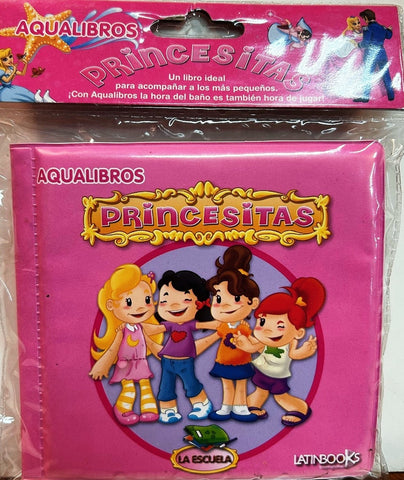 AQUALIBROS
PRINCESITAS
Un libro ideal
para acompañar a los más pequeños.
¡Con Aqualibros la hora del baño es también hora de jugar!
AQUALIBROS
PRINCESITAS
LA ESCUELA
LATINBOOKS